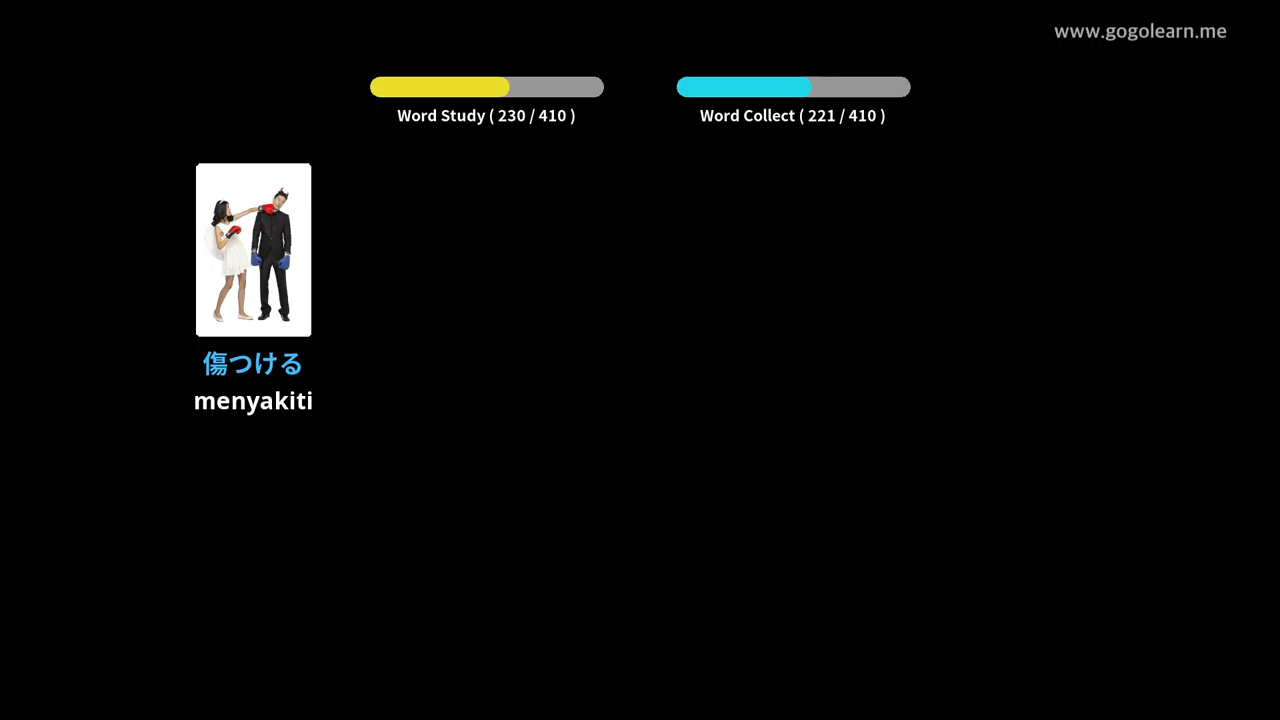 www.gogolearn.me
Word Study ( 230 / 410 )
Word Collect ( 221 / 410 )
傷つける
menyakiti